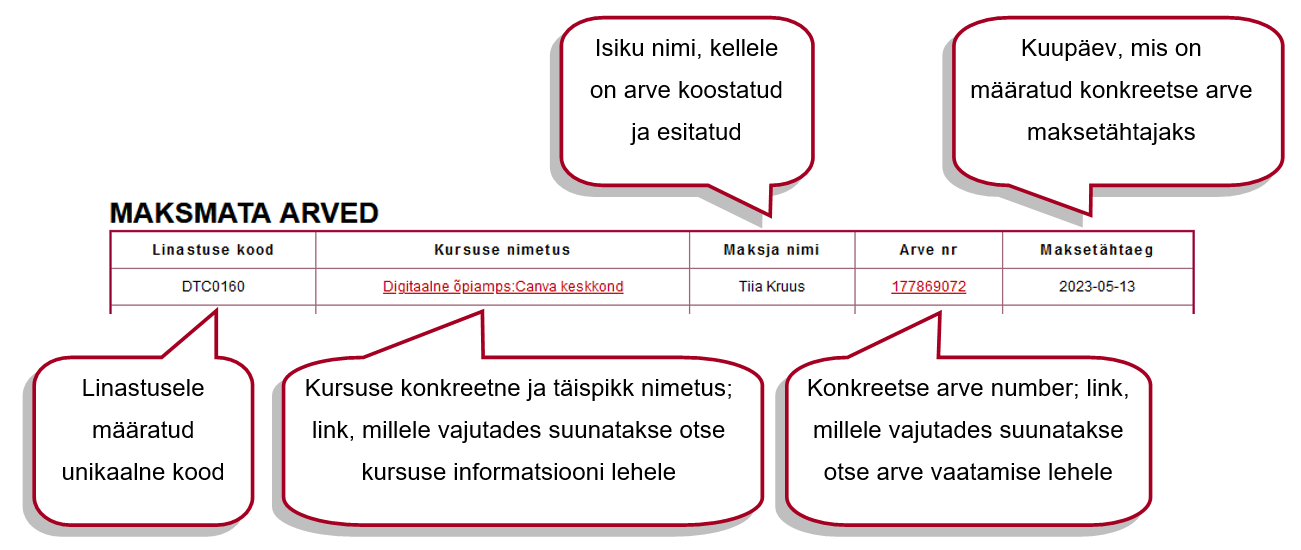 Isiku nimi, kellele
on arve koostatud
ja esitatud
Kuupäev, mis on
määratud konkreetse arve
maksetähtajaks
MAKSMATA ARVED
Linastuse kood Kursuse nimetus Maksja nimi Arve nr Maksetähtaeg
DTC0160 Digitaalne õpiamps:Canva keskkond Tiia Kruus 177869072 2023-05-13
Linastusele
määratud
unikaalne kood
Kursuse konkreetne ja täispikk nimetus;
link, millele vajutades suunatakse otse
kursuse informatsiooni lehele
Konkreetse arve number; link,
millele vajutades suunatakse
otse arve vaatamise lehele